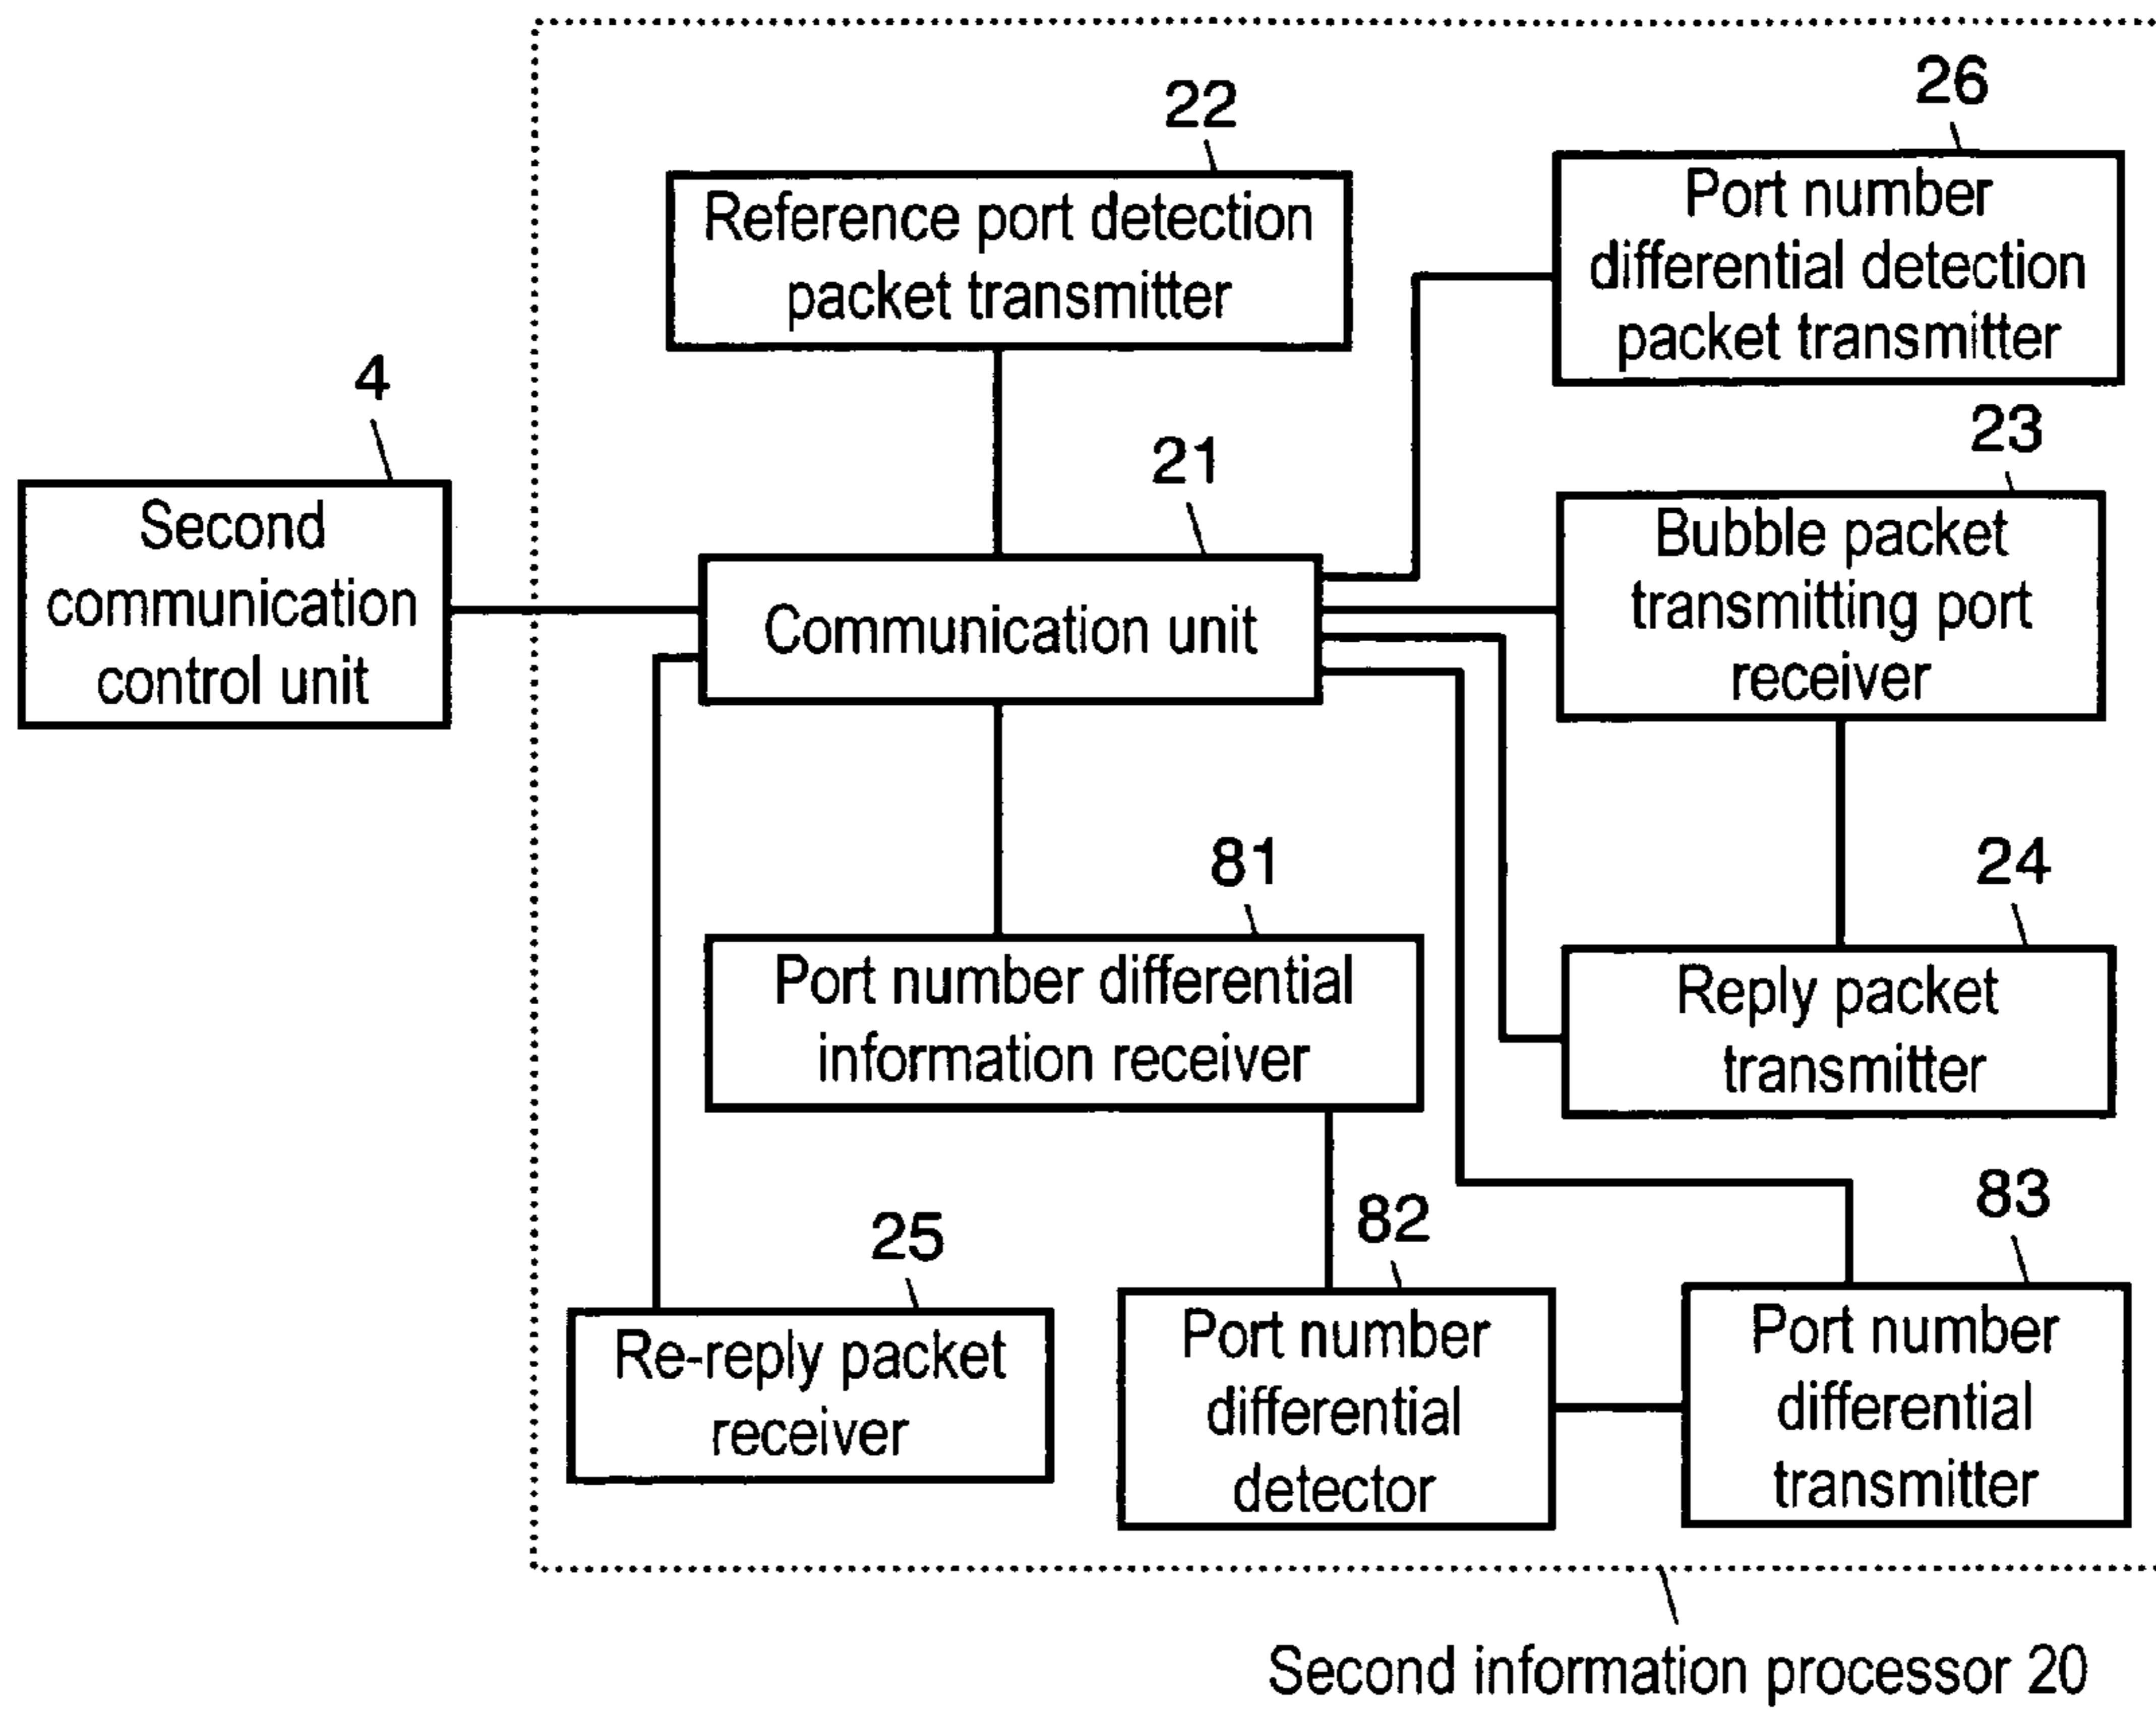 22
Reference port detection
packet transmitter
26
Port number
differential detection
packet transmitter
4
Second
communication
control unit
21
Communication unit
23
Bubble packet
transmitting port
receiver
81
Port number differential
information receiver
24
Reply packet
transmitter
25
Re-reply packet
receiver
82
Port number
differential
detector
83
Port number
differential
transmitter
Second information processor 20